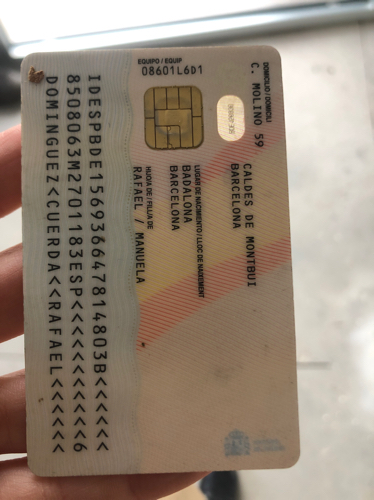 DOMICILIO / DOMICILI
C. MOLINO 59
CALDES DE MONTBUI
BARCELONA
LUGAR DE NACIMIENTO / LLOC DE NAIXEMENT
BADALONA
BARCELONA
HIJO/A DE / FILL/A DE
RAFAEL / MANUELA
EQUIPO / EQUIP
08601L6D1
IDESPBDE156936647814803B<<<<<<
8508063M2701183ESP<<<<<<<<<<<6
DOMINGUEZ<CUERDA<<RAFAEL<<<<<<